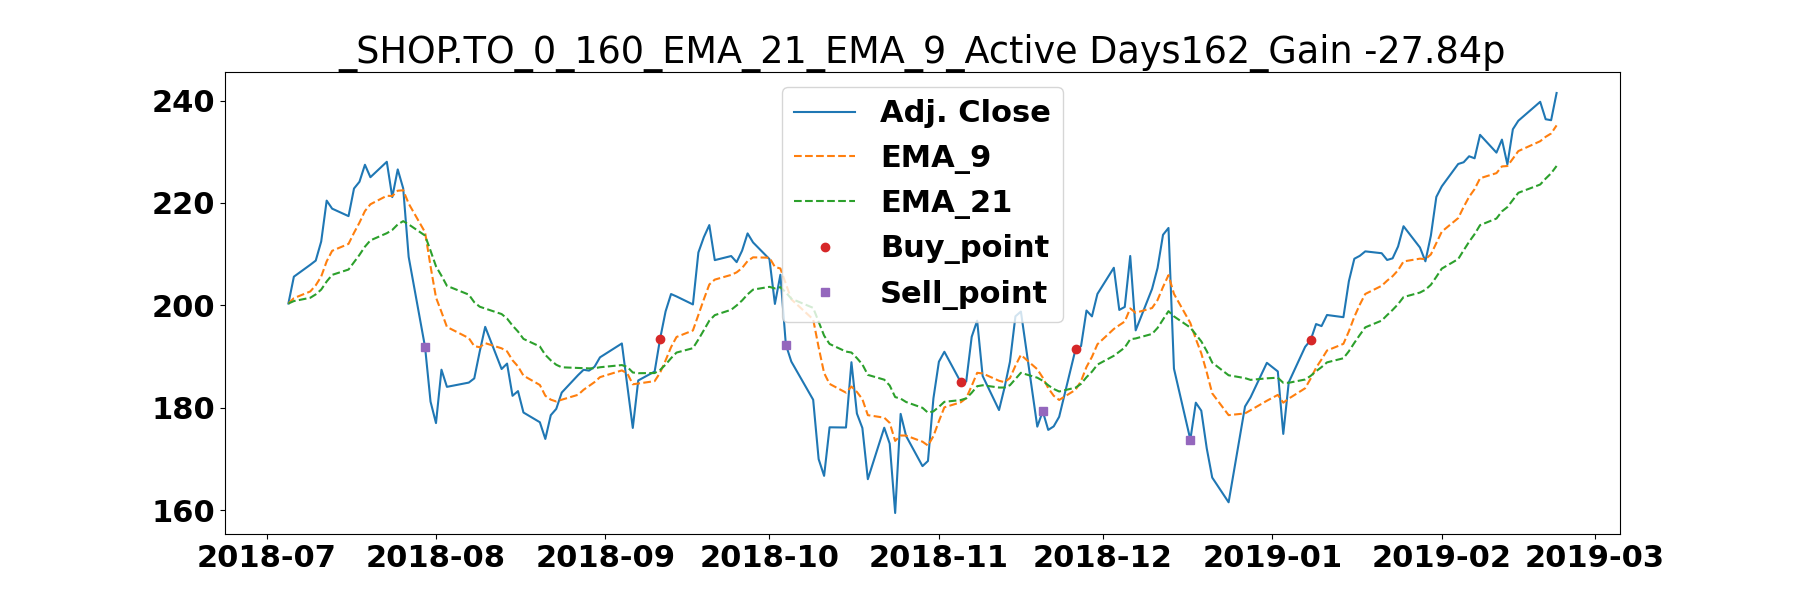 _SHOP.TO_0_160_EMA_21_EMA_9_Active Days162_Gain -27.84p
240
220
200
180
160
Adj. Close
EMA_9
EMA_21
Buy_point
Sell_point
2018-07 2018-08 2018-09 2018-10 2018-11 2018-12 2019-01 2019-02 2019-03